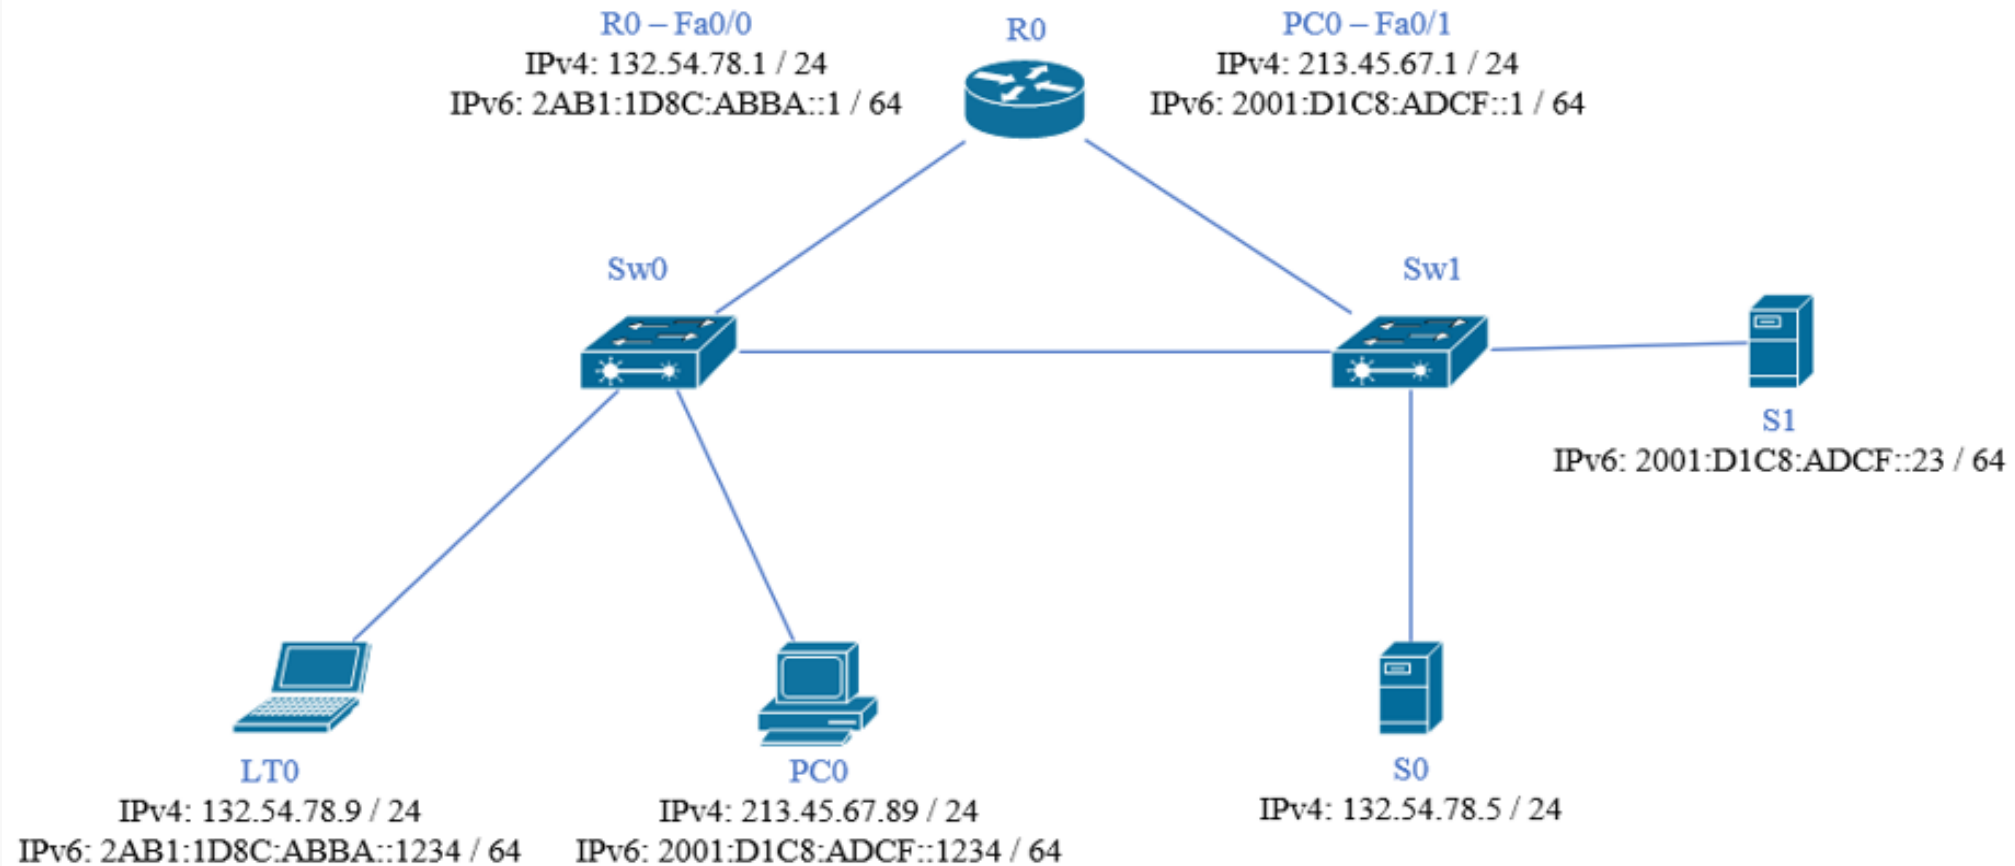 R0 – Fa0/0
IPv4: 132.54.78.1 / 24
IPv6: 2AB1:1D8C:ABBA::1 / 64
R0
PC0 – Fa0/1
IPv4: 213.45.67.1 / 24
IPv6: 2001:D1C8:ADCF::1 / 64
Sw0
Sw1
S1
IPv6: 2001:D1C8:ADCF::23 / 64
LT0
IPv4: 132.54.78.9 / 24
IPv6: 2AB1:1D8C:ABBA::1234 / 64
PC0
IPv4: 213.45.67.89 / 24
IPv6: 2001:D1C8:ADCF::1234 / 64
S0
IPv4: 132.54.78.5 / 24